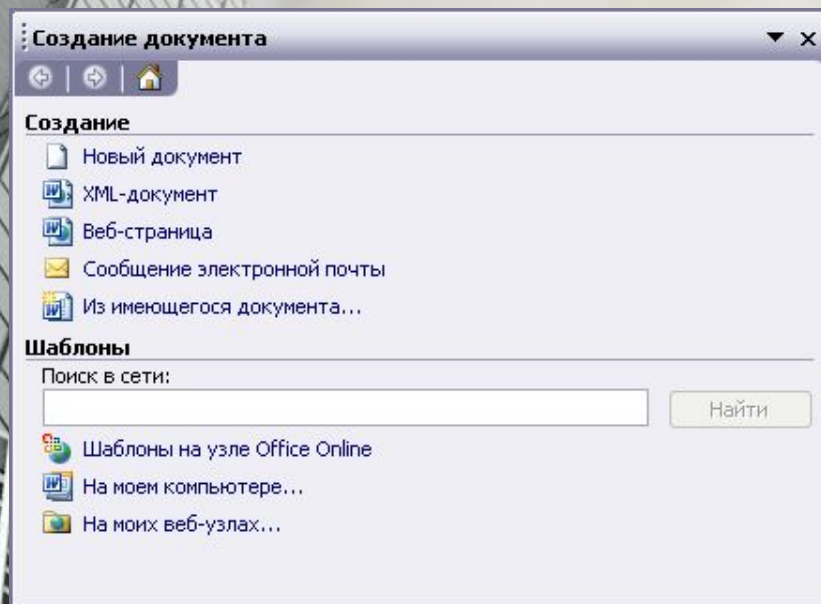 Создание документа
Создание
Новый документ
XML-документ
Веб-страница
Сообщение электронной почты
Из имеющегося документа...
Шаблоны
Поиск в сети:
Найти
Шаблоны на узле Office Online
На моем компьютере...
На моих веб-узлах...